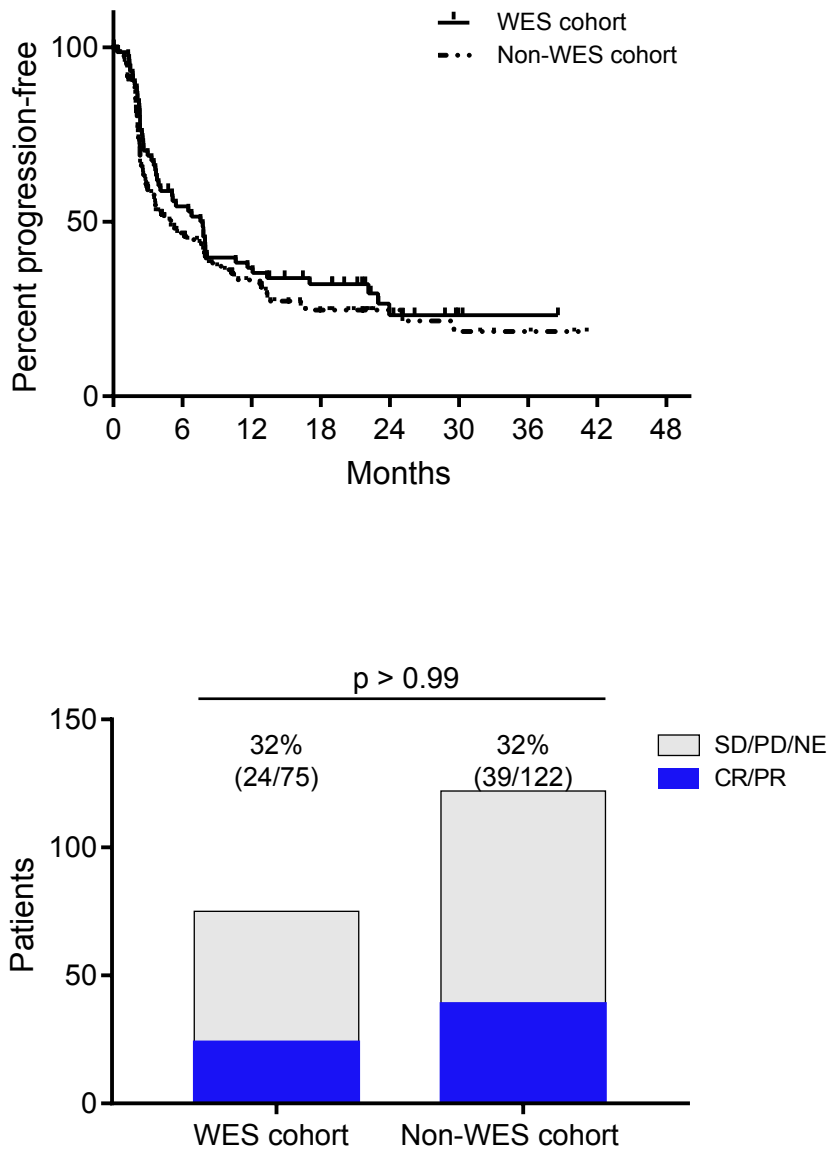 WES cohort
Non-WES cohort
Percent progression-free
100
50
0
0 6 12 18 24 30 36 42 48
Months
p > 0.99
150
100
50
0
Patients
32%
(24/75)
32%
(39/122)
SD/PD/NE
CR/PR
WES cohort Non-WES cohort